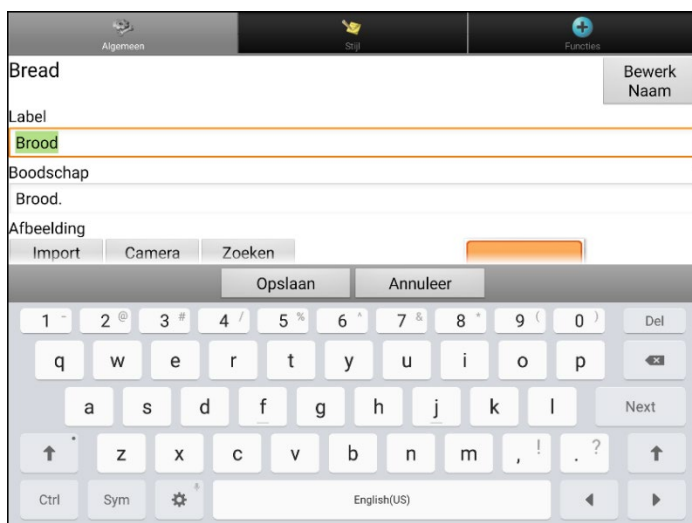 Algemeen Stijl Functies
Bread
Bewerk
Naam
Label
Brood
Boodschap
Brood.
Afbeelding
Import Camera Zoeken
Opslaan Annuleer
1 - 2 @ 3 # 4 / 5 % 6 ^ 7 & 8 * 9 ( 0 ) Del
q w e r t y u i o p
a s d f g h j k l Next
z x c v b n m , ! . ?
Ctrl Sym English(US)